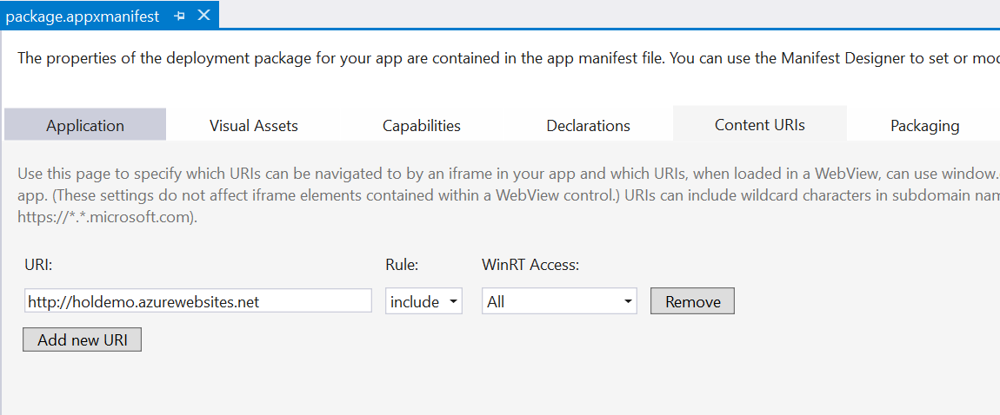 package.appxmanifest
The properties of the deployment package for your app are contained in the app manifest file. You can use the Manifest Designer to set or
Application Visual Assets Capabilities Declarations Content URIs Packaging
Use this page to specify which URIs can be navigated to by an iframe in your app and which URIs, when loaded in a WebView, can use window.
app. (These settings do not affect iframe elements contained within a WebView control.) URIs can include wildcard characters in subdomain
https://*.*.microsoft.com).
URI: Rule: WinRT Access:
http://holdemo.azurewebsites.net include All Remove
Add new URI